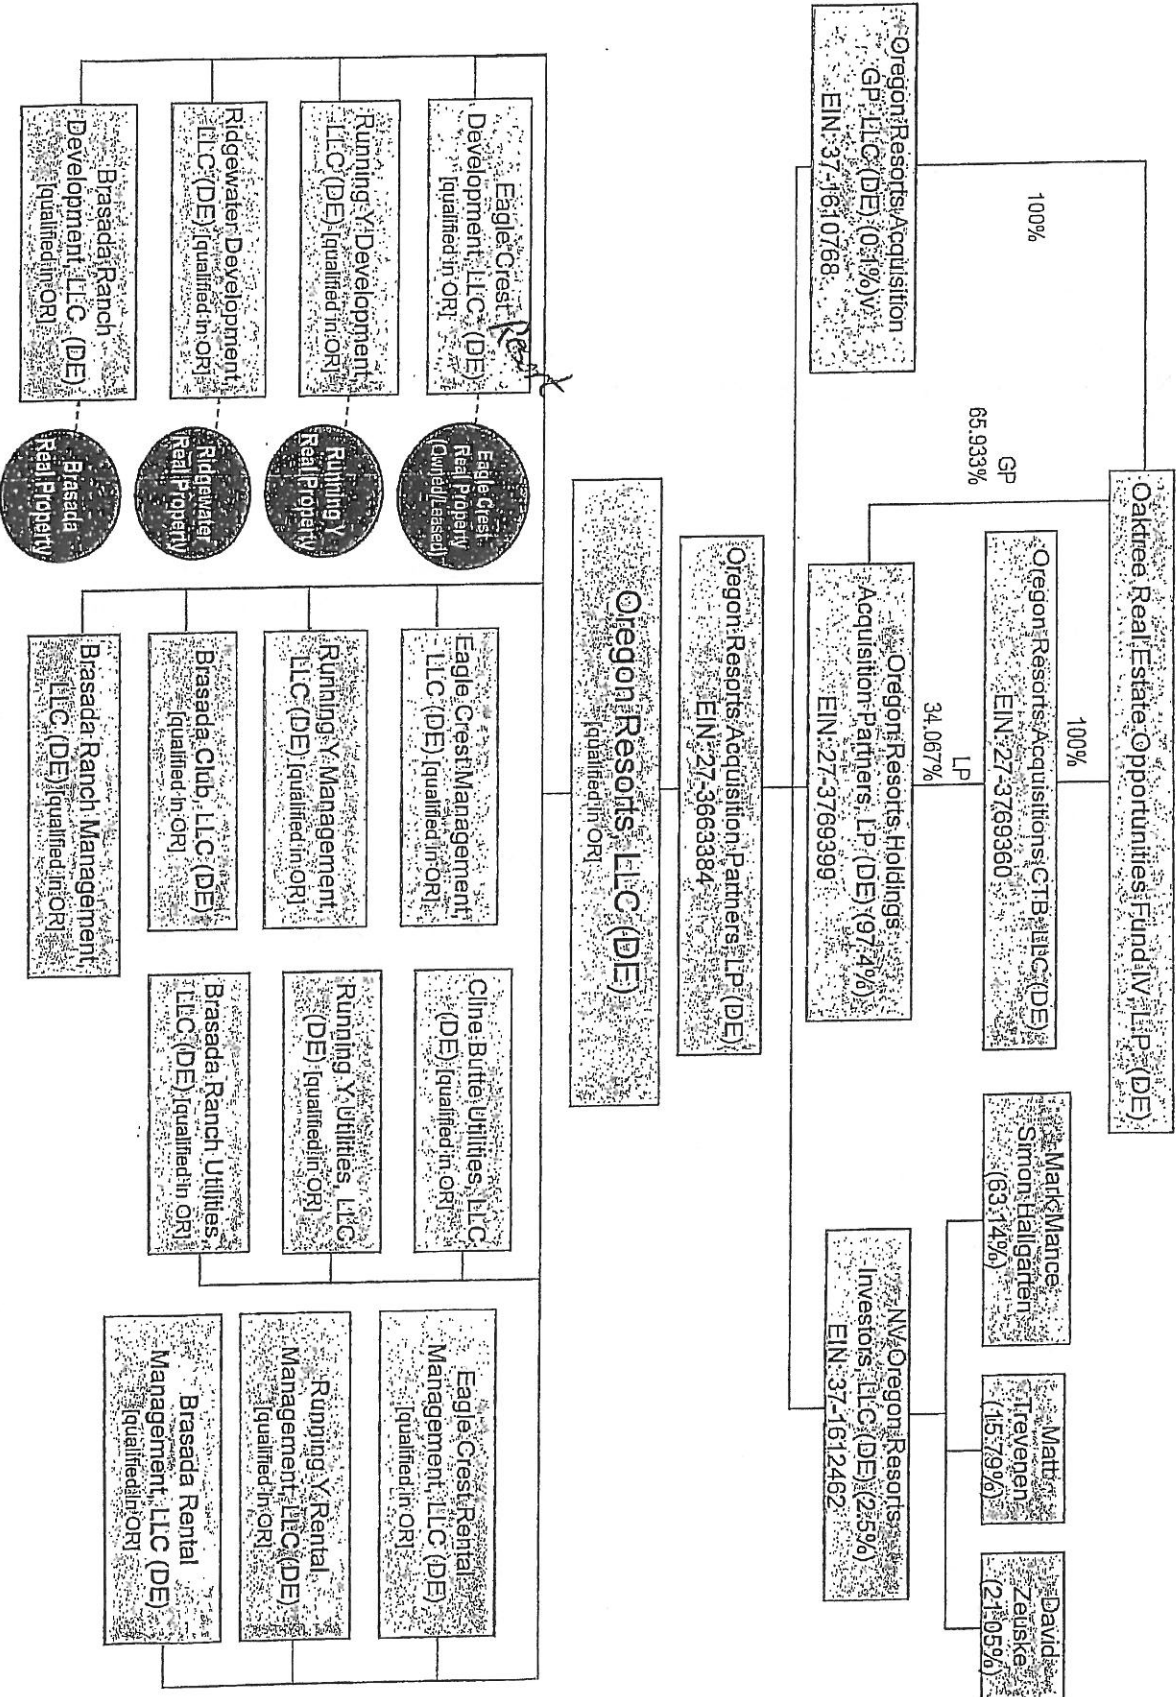 Oaktree Real Estate Opportunities Fund IV, LP (DE)
100%
100%
Oregon Resorts Acquisitions CTB, LLC (DE)
EIN: 27-3769360
Mark Mance
Simon Hallgarten
(63.14%)
Matt
Trevenen
(15.79%)
David
Zeuske
(21.05%)
GP
65.933%
LP
34.067%
Oregon Resorts Acquisition
GP, LLC (DE) (0.1%)
EIN: 37-1610768
Oregon Resorts Holdings
Acquisition Partners, LP (DE) (97.4%)
EIN: 27-3769399
NV Oregon Resorts
Investors, LLC (DE) (2.5%)
EIN: 37-1612462
Oregon Resorts Acquisition Partners, LP (DE)
EIN: 27-3663384
Oregon Resorts, LLC (DE)
[qualified in OR]
Resort
Eagle Crest
Development, LLC* (DE)
[qualified in OR]
Eagle Crest
Real Property
(Owned/Leased)
Running Y Development,
LLC (DE) [qualified in OR]
Running Y
Real Property
Ridgewater Development,
LLC (DE) [qualified in OR]
Ridgewater
Real Property
Brasada Ranch
Development, LLC (DE)
[qualified in OR]
Brasada
Real Property
Eagle Crest Management,
LLC (DE) [qualified in OR]
Running Y Management,
LLC (DE) [qualified in OR]
Brasada Club, LLC (DE)
[qualified in OR]
Brasada Ranch Management,
LLC (DE) [qualified in OR]
Cline Butte Utilities, LLC
(DE) [qualified in OR]
Running Y Utilities, LLC
(DE) [qualified in OR]
Brasada Ranch Utilities
LLC (DE) [qualified in OR]
Eagle Crest Rental
Management, LLC (DE)
[qualified in OR]
Running Y Rental
Management, LLC (DE)
[qualified in OR]
Brasada Rental
Management, LLC (DE)
[qualified in OR]